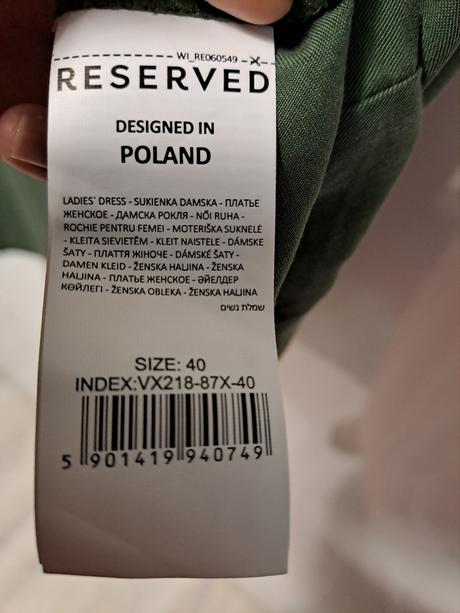 WI_RE060549
RESERVED
DESIGNED IN
POLAND
LADIES` DRESS - SUKIENKA DAMSKA - ПЛАТЬЕ
ЖЕНСКОЕ - ДАМСКА РОКЛЯ - NŐI RUHA -
ROCHIE PENTRU FEMEI - MOTERIŠKA SUKNELĖ
- KLEITA SIEVIETĒM - KLEIT NAISTELE - DÁMSKE
ŠATY - ПЛАТТЯ ЖІНОЧЕ - DÁMSKÉ ŠATY -
DAMEN KLEID - ŽENSKA HALJINA - ŽENSKA
HALJINA - ПЛАТЬЕ ЖЕНСКОЕ - ӘЙЕЛДЕР
КӨЙЛЕГІ - ŽENSKA OBLEKA - ŽENSKA HALJINA
שמלת נשים
SIZE: 40
INDEX:VX218-87X-40
5 901419 940749